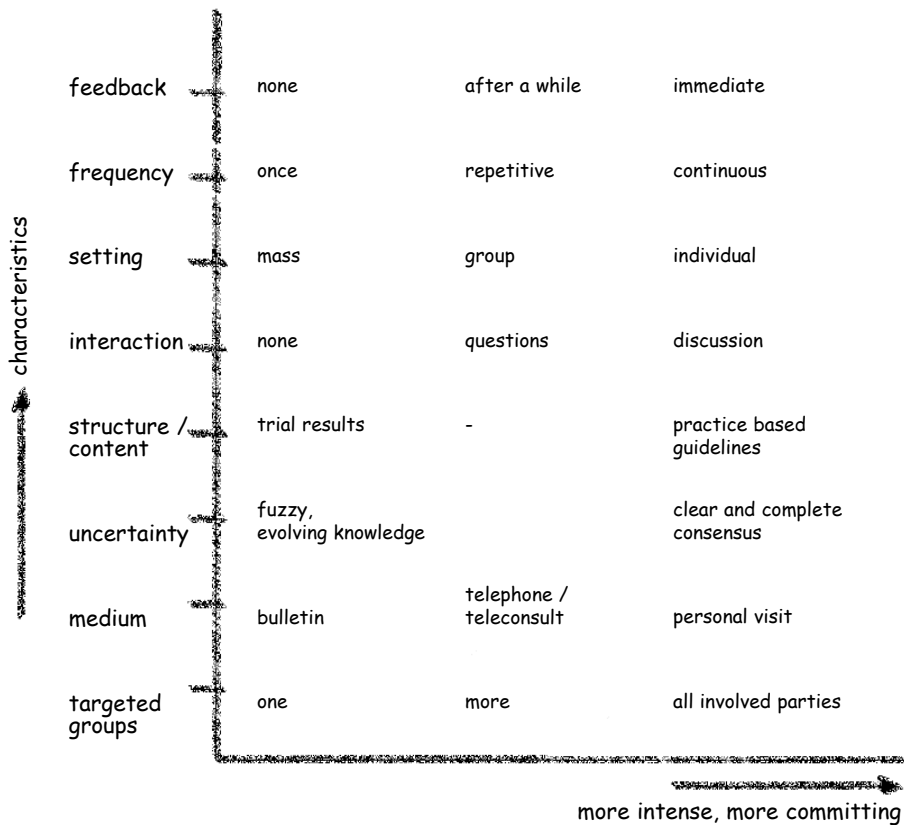 feedback none after a while immediate
frequency once repetitive continuous
setting mass group individual
interaction none questions discussion
structure / trial results - practice based
content guidelines
fuzzy, clear and complete
uncertainty evolving knowledge consensus
telephone /
medium bulletin teleconsult personal visit
targeted one more all involved parties
groups
characteristics
more intense, more committing